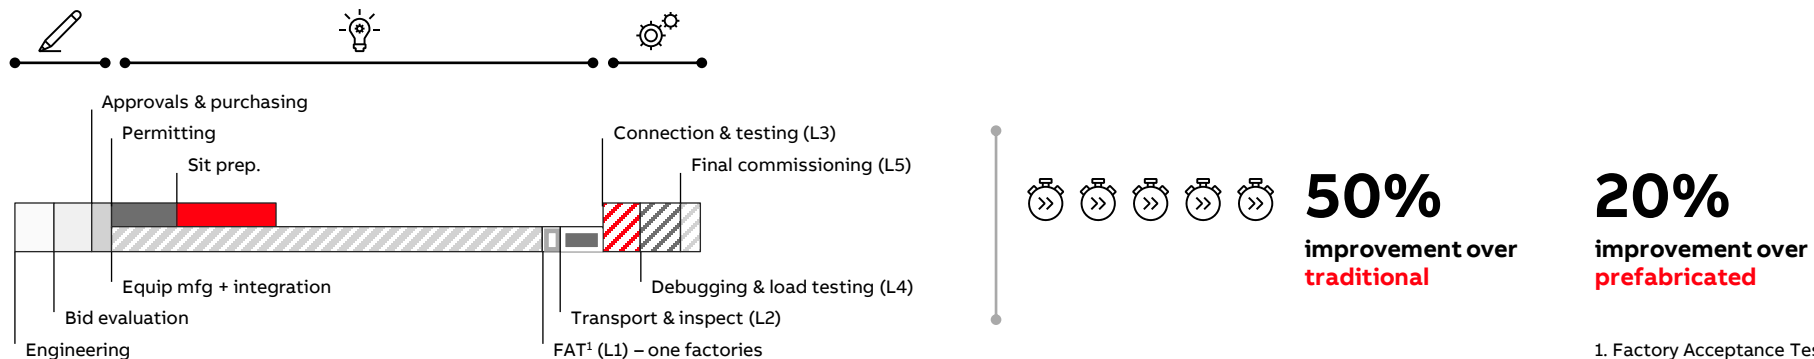 Approvals & purchasing
Permitting
Sit prep.
Connection & testing (L3)
Final commissioning (L5)
Equip mfg + integration
Bid evaluation
Engineering
Debugging & load testing (L4)
Transport & inspect (L2)
FAT¹ (L1) – one factories
50%
improvement over
traditional
20%
improvement over
prefabricated
1. Factory Acceptance